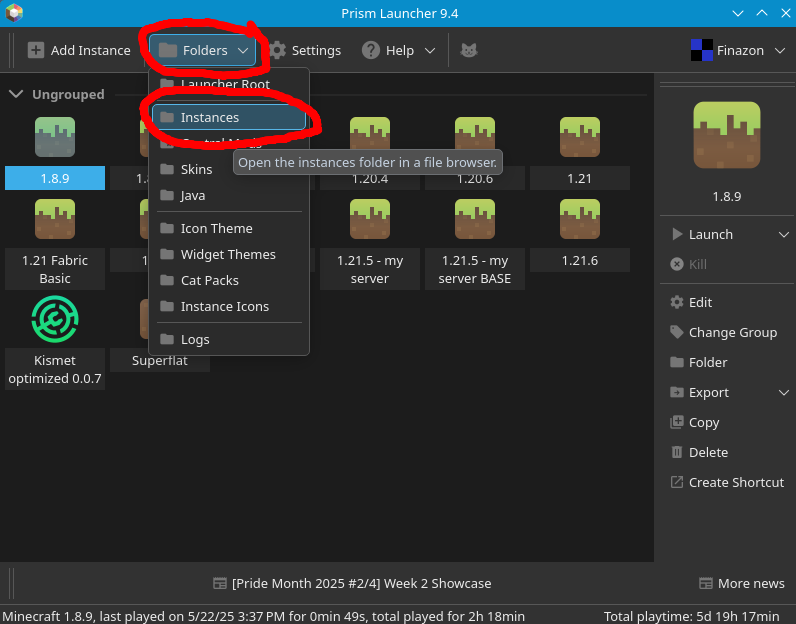 Prism Launcher 9.4
Add Instance
Folders
Settings
Help
Finazon
Ungrouped
Launcher Root
Instances
Skins
Java
Icon Theme
Widget Themes
Cat Packs
Instance Icons
Logs
Open the instances folder in a file browser.
1.8.9
1.20.4
1.20.6
1.21
1.21 Fabric
Basic
1.21.5 - my
server
1.21.5 - my
server BASE
1.21.6
Kismet
optimized 0.0.7
Superflat
1.8.9
Launch
Kill
Edit
Change Group
Folder
Export
Copy
Delete
Create Shortcut
[Pride Month 2025 #2/4] Week 2 Showcase
More news
Minecraft 1.8.9, last played on 5/22/25 3:37 PM for 0min 49s, total played for 2h 18min
Total playtime: 5d 19h 17min